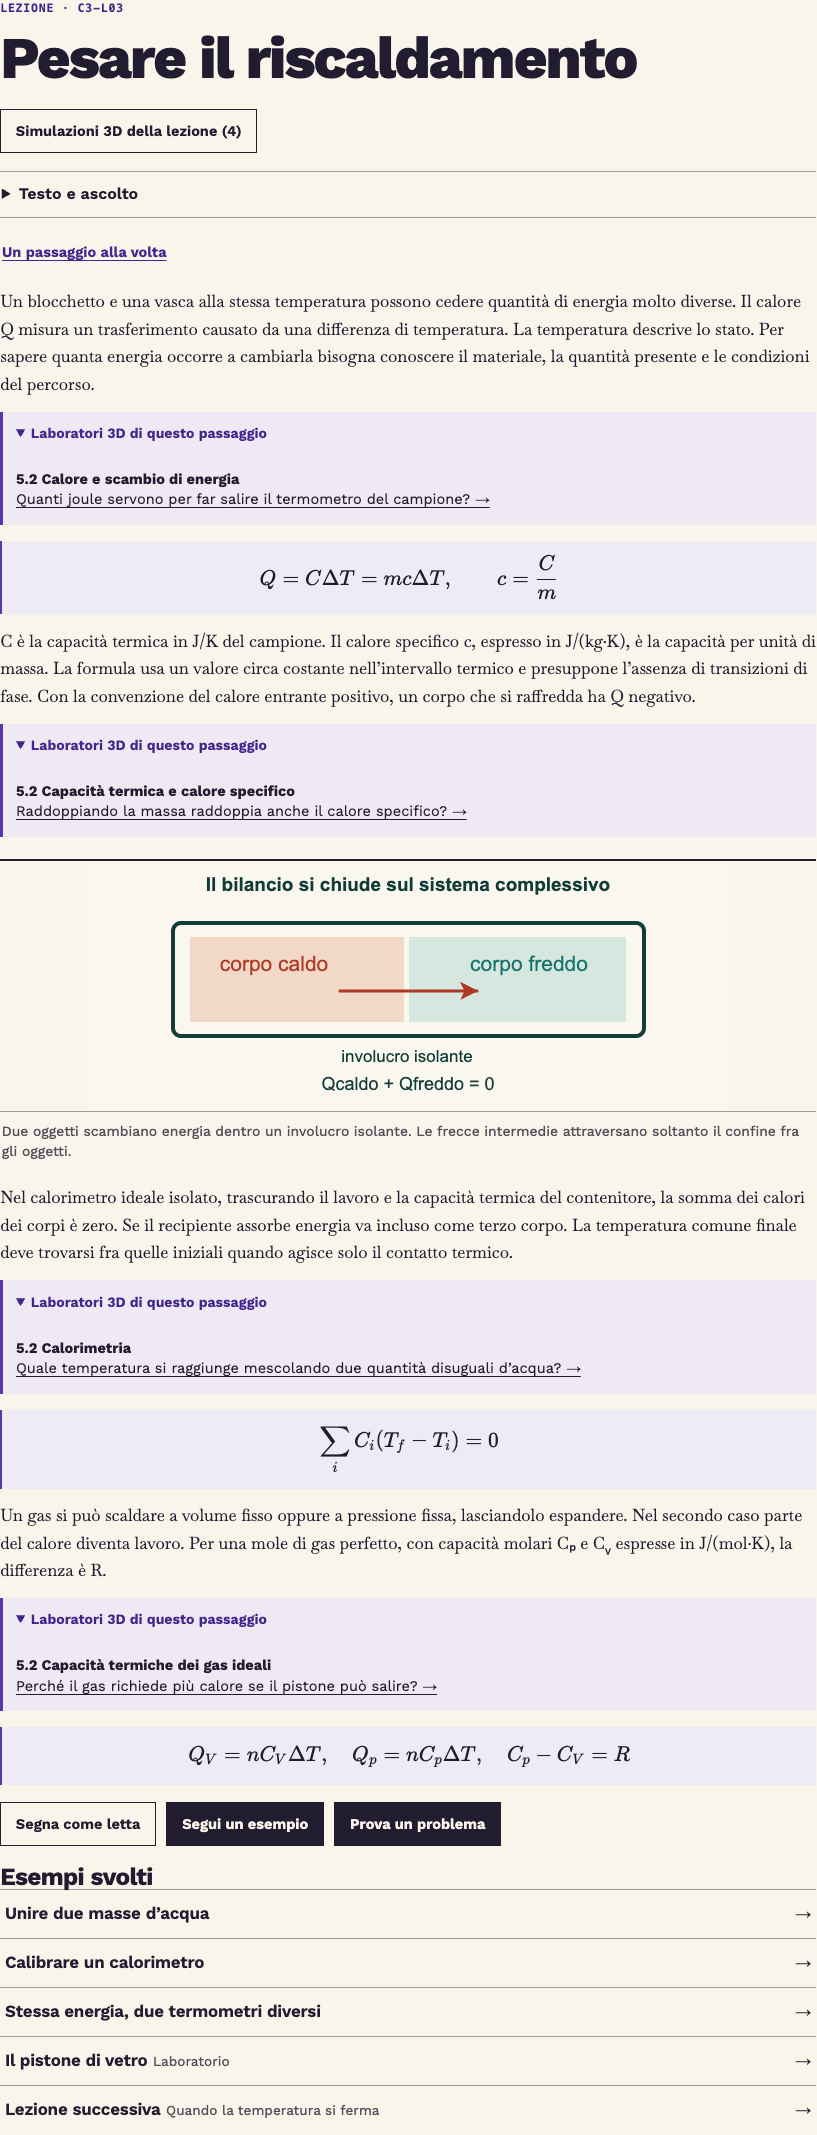 LEZIONE · C3—L03
Pesare il riscaldamento
Simulazioni 3D della lezione (4)
▶ Testo e ascolto
Un passaggio alla volta
Un blocchetto e una vasca alla stessa temperatura possono cedere quantità di energia molto diverse. Il calore
Q misura un trasferimento causato da una differenza di temperatura. La temperatura descrive lo stato. Per
sapere quanta energia occorre a cambiarla bisogna conoscere il materiale, la quantità presente e le condizioni
del percorso.
▼ Laboratori 3D di questo passaggio
5.2 Calore e scambio di energia
Quanti joule servono per far salire il termometro del campione? →
Q = CΔT = mcΔT, c = C/m
C è la capacità termica in J/K del campione. Il calore specifico c, espresso in J/(kg·K), è la capacità per unità di
massa. La formula usa un valore circa costante nell’intervallo termico e presuppone l’assenza di transizioni di
fase. Con la convenzione del calore entrante positivo, un corpo che si raffredda ha Q negativo.
▼ Laboratori 3D di questo passaggio
5.2 Capacità termica e calore specifico
Raddoppiando la massa raddoppia anche il calore specifico? →
Il bilancio si chiude sul sistema complessivo
corpo caldo corpo freddo
involucro isolante
Qcaldo + Qfreddo = 0
Due oggetti scambiano energia dentro un involucro isolante. Le frecce intermedie attraversano soltanto il confine fra
gli oggetti.
Nel calorimetro ideale isolato, trascurando il lavoro e la capacità termica del contenitore, la somma dei calori
dei corpi è zero. Se il recipiente assorbe energia va incluso come terzo corpo. La temperatura comune finale
deve trovarsi fra quelle iniziali quando agisce solo il contatto termico.
▼ Laboratori 3D di questo passaggio
5.2 Calorimetria
Quale temperatura si raggiunge mescolando due quantità disuguali d’acqua? →
∑_i C_i(T_f − T_i) = 0
Un gas si può scaldare a volume fisso oppure a pressione fissa, lasciandolo espandere. Nel secondo caso parte
del calore diventa lavoro. Per una mole di gas perfetto, con capacità molari Cₚ e Cᵥ espresse in J/(mol·K), la
differenza è R.
▼ Laboratori 3D di questo passaggio
5.2 Capacità termiche dei gas ideali
Perché il gas richiede più calore se il pistone può salire? →
Q_V = nC_VΔT, Q_p = nC_pΔT, C_p − C_V = R
Segna come letta Segui un esempio Prova un problema
Esempi svolti
Unire due masse d’acqua →
Calibrare un calorimetro →
Stessa energia, due termometri diversi →
Il pistone di vetro Laboratorio →
Lezione successiva Quando la temperatura si ferma →